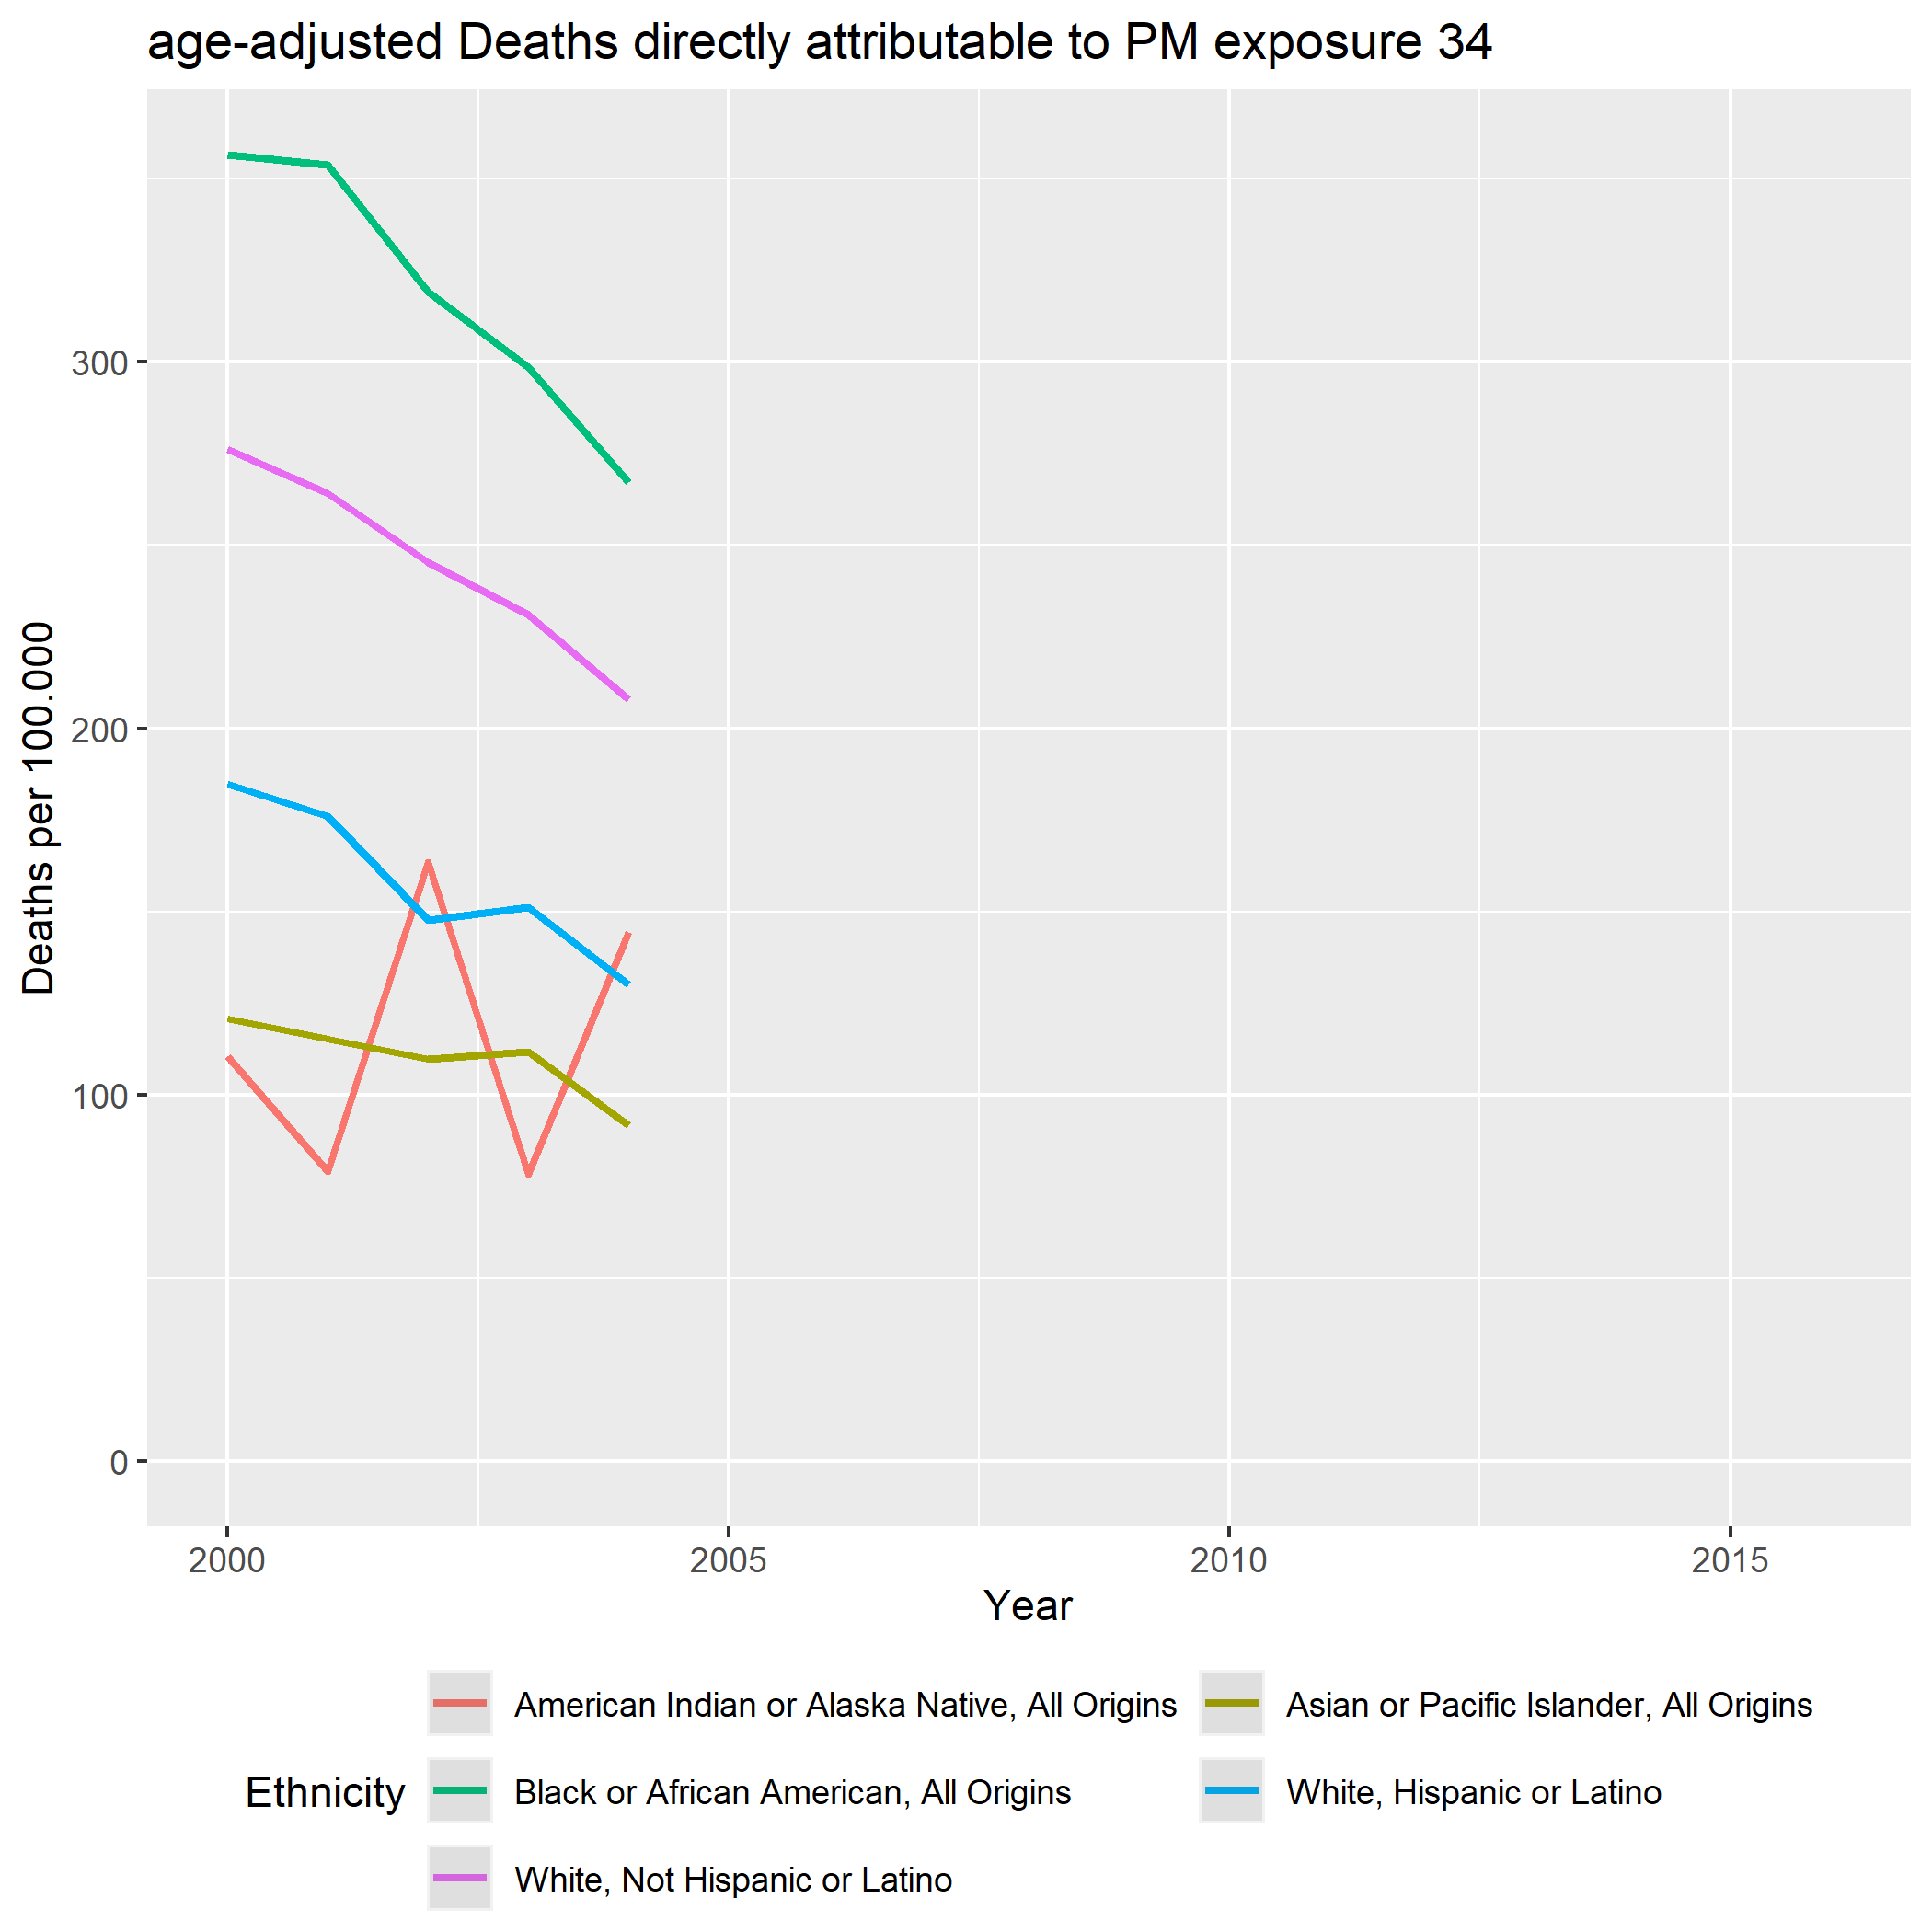 age-adjusted Deaths directly attributable to PM exposure 34
Deaths per 100.000
300
200
100
0
2000
2005
2010
2015
Year
Ethnicity
American Indian or Alaska Native, All Origins
Asian or Pacific Islander, All Origins
Black or African American, All Origins
White, Hispanic or Latino
White, Not Hispanic or Latino